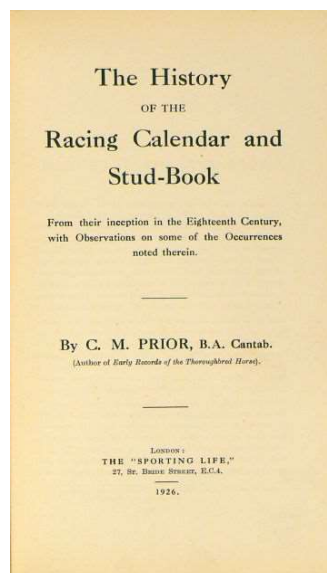 The History
OF THE
Racing Calendar and
Stud-Book
From their inception in the Eighteenth Century,
with Observations on some of the Occurrences
noted therein.
By C. M. PRIOR, B.A. Cantab.
(Author of Early Records of the Thoroughbred Horse).
London:
THE "SPORTING LIFE,"
27, St. Bride Street, E.C.4.
1926.